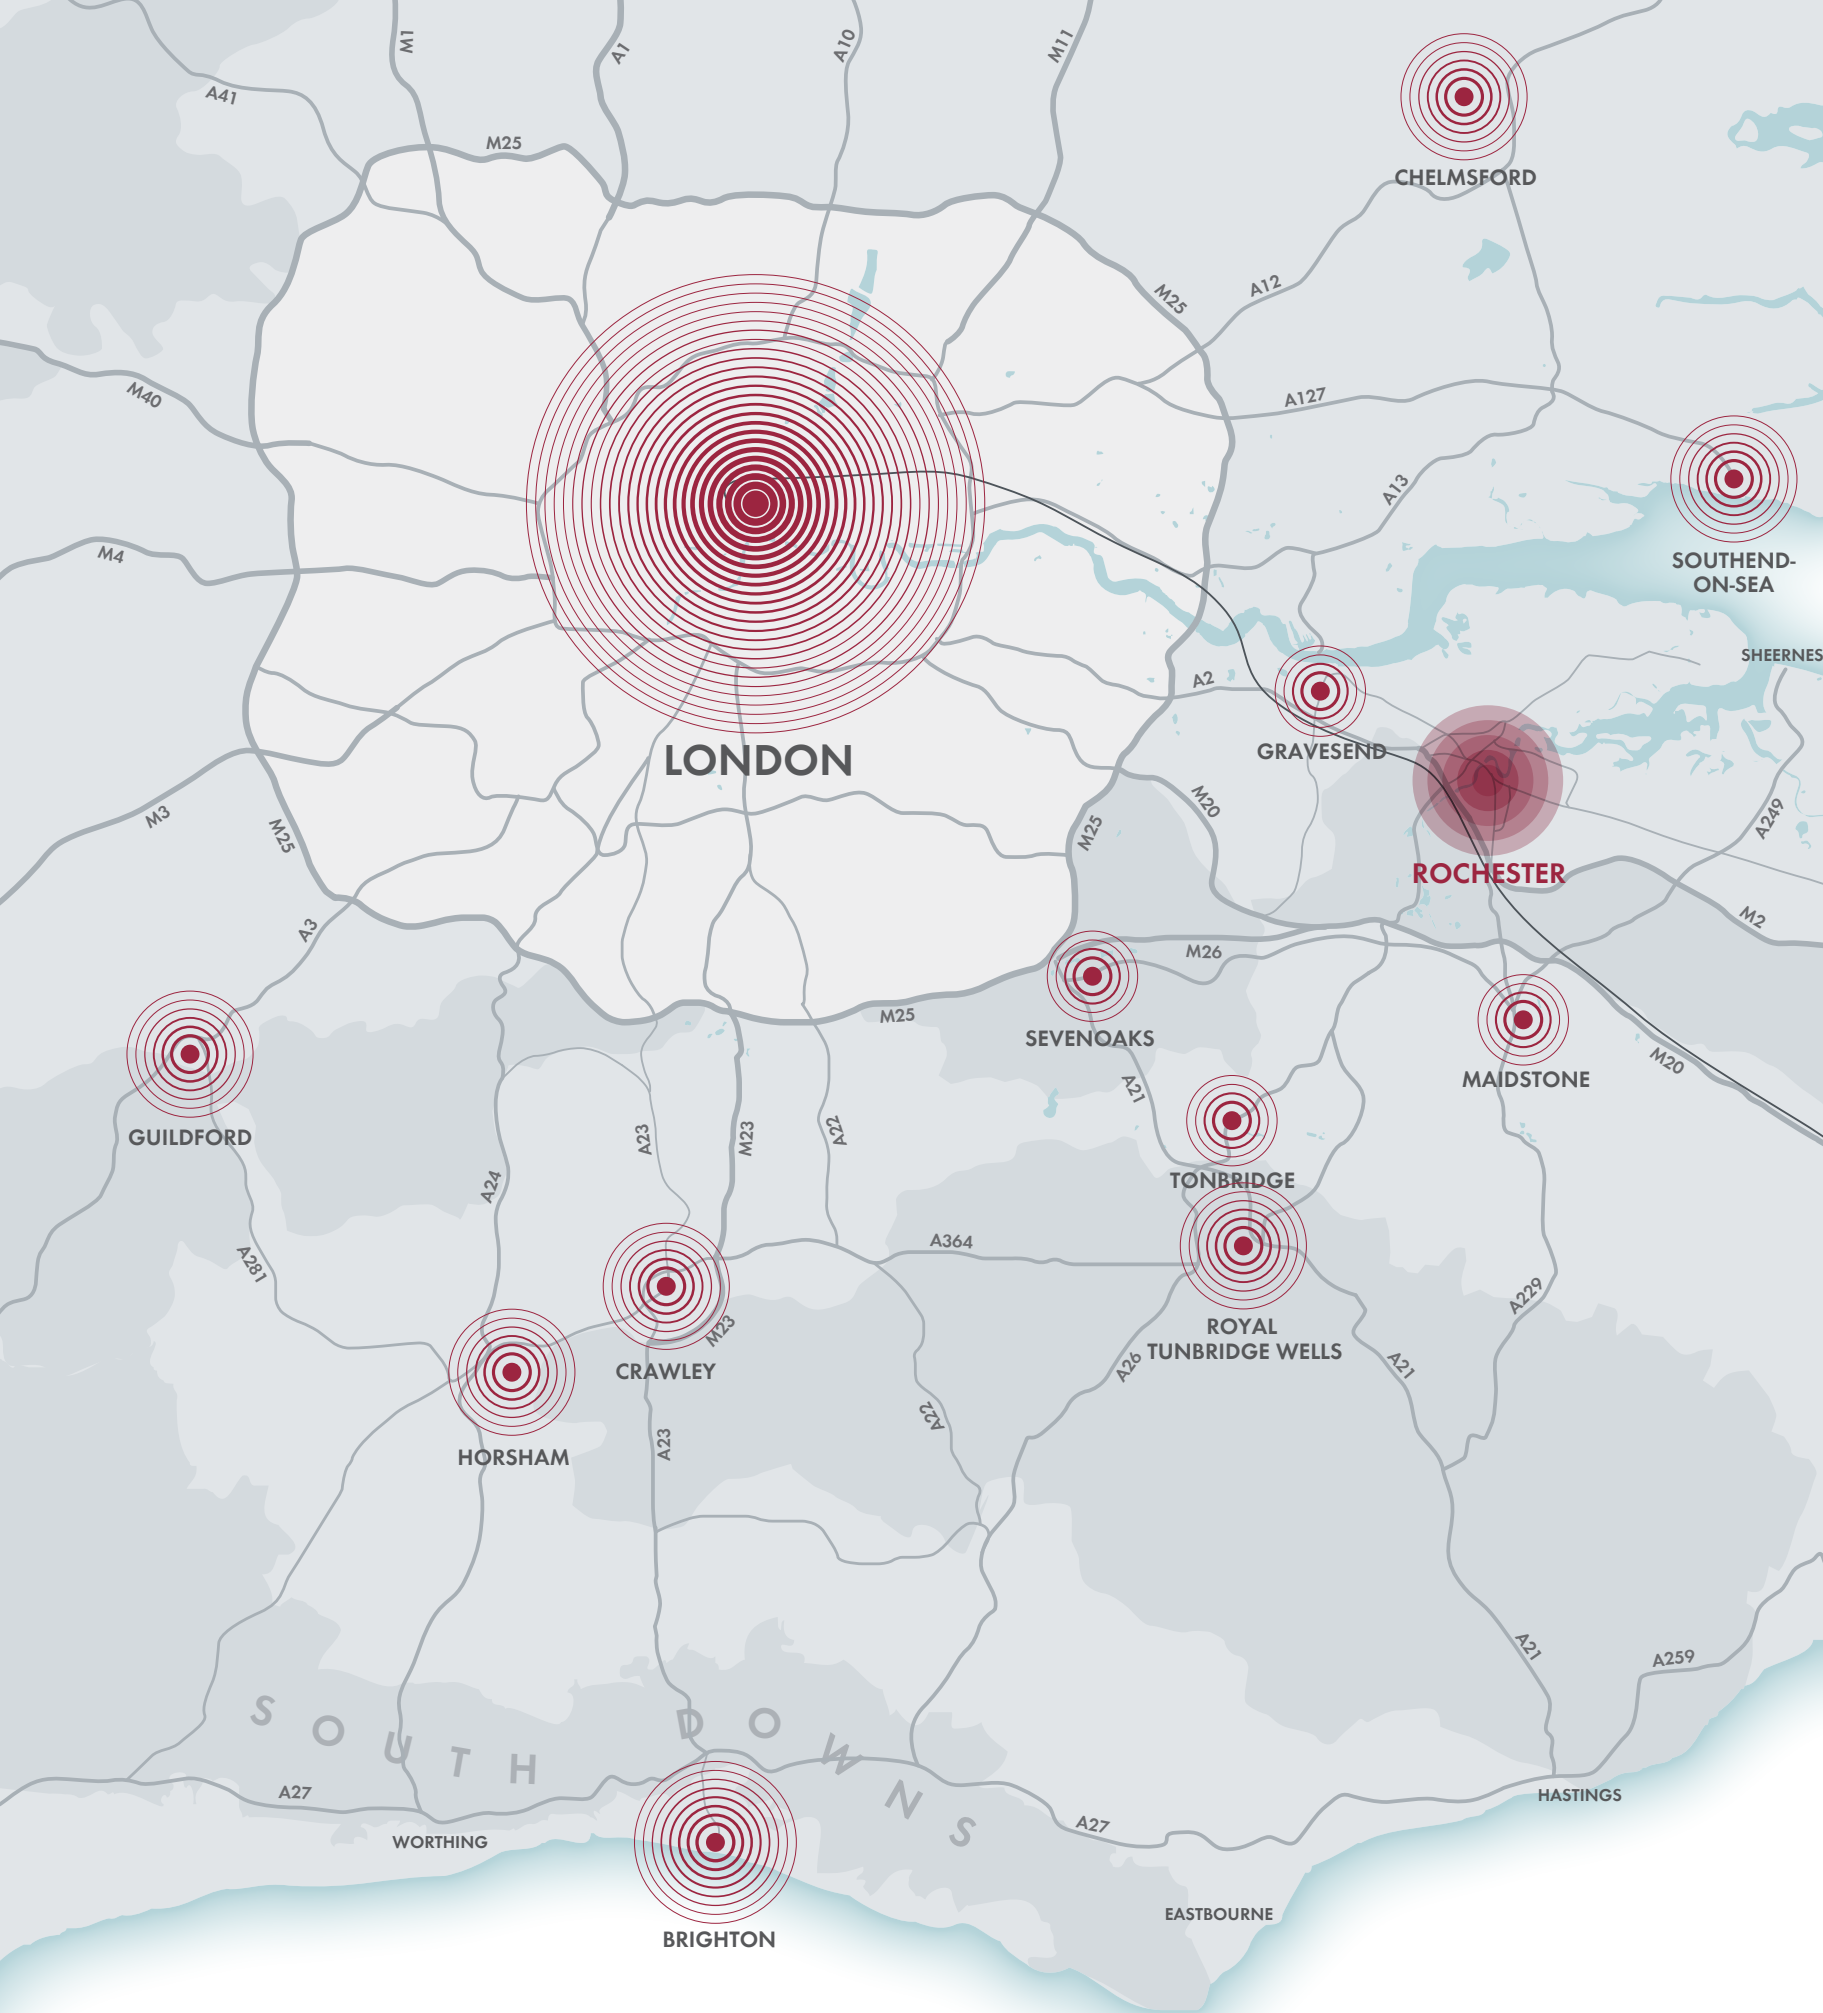 M1
A1
A10
M11
A41
M25
CHELMSFORD
M25
A12
M40
A127
A13
M4
SOUTHEND-
ON-SEA
SHEERNES
A2
GRAVESEND
LONDON
M20
M3
M25
M25
A249
ROCHESTER
A3
M2
M26
M25
SEVENOAKS
M20
MAIDSTONE
A21
GUILDFORD
A23
M23
A22
A24
TONBRIDGE
A364
A281
A229
M23
ROYAL
TUNBRIDGE WELLS
CRAWLEY
A26
A21
A22
A23
HORSHAM
A21
A259
SOUTH DOWNS
A27
HASTINGS
A27
WORTHING
EASTBOURNE
BRIGHTON